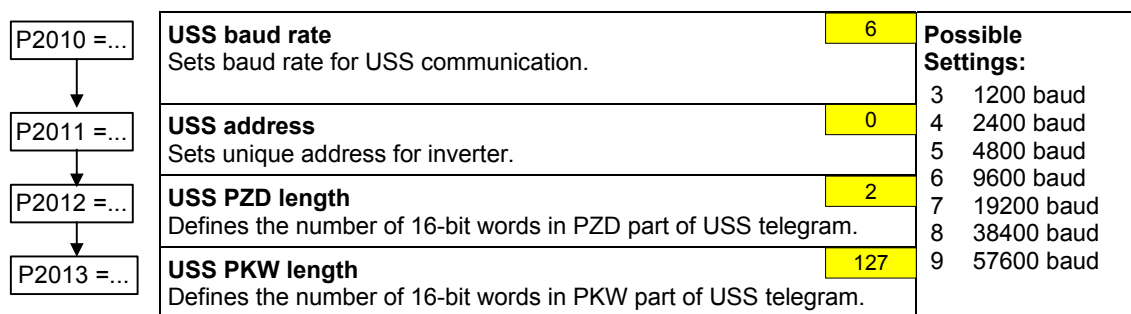 P2010 =...
USS baud rate
6
Sets baud rate for USS communication.
P2011 =...
USS address
0
Sets unique address for inverter.
P2012 =...
USS PZD length
2
Defines the number of 16-bit words in PZD part of USS telegram.
P2013 =...
USS PKW length
127
Defines the number of 16-bit words in PKW part of USS telegram.
Possible
Settings:
3 1200 baud
4 2400 baud
5 4800 baud
6 9600 baud
7 19200 baud
8 38400 baud
9 57600 baud